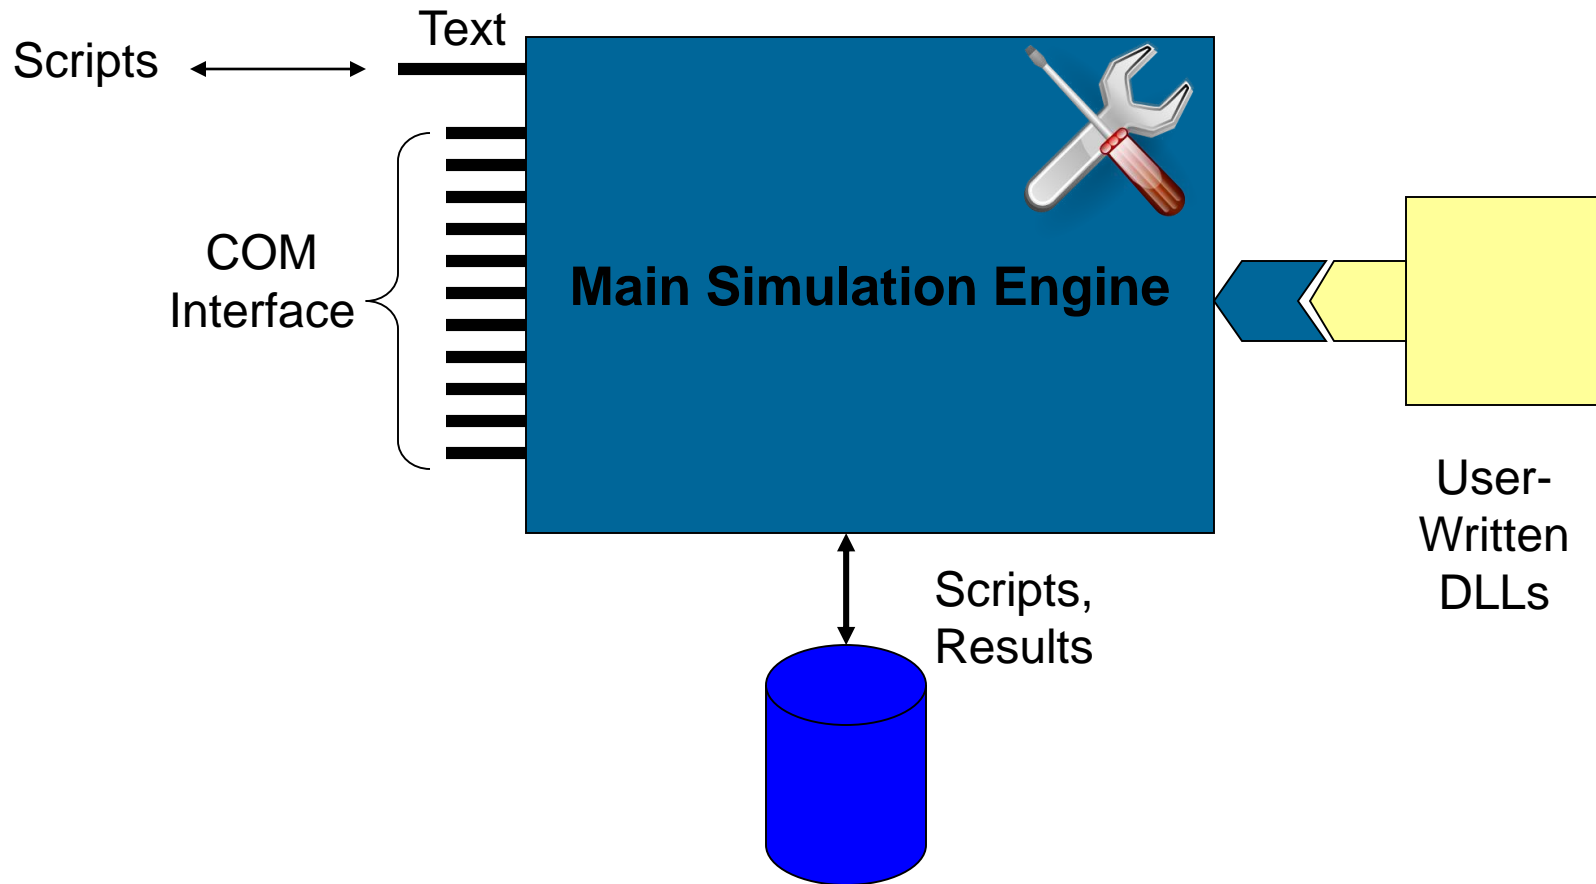 Text
Scripts
COM
Interface
Main Simulation Engine
User-
Written
DLLs
Scripts,
Results